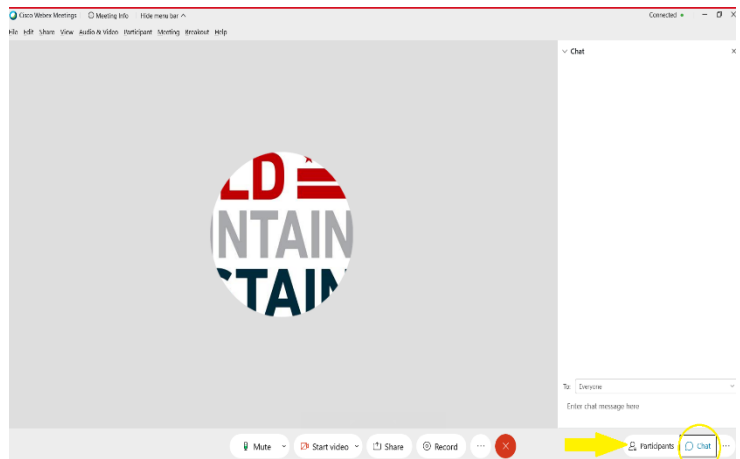 Cisco Webex Meetings Meeting Info Hide menu bar Connected
File Edit Share View Audio & Video Participant Meeting Breakout Help
Chat
LD
NTAIN
STAIN
To: Everyone
Enter chat message here
Mute Start video Share Record Participants Chat